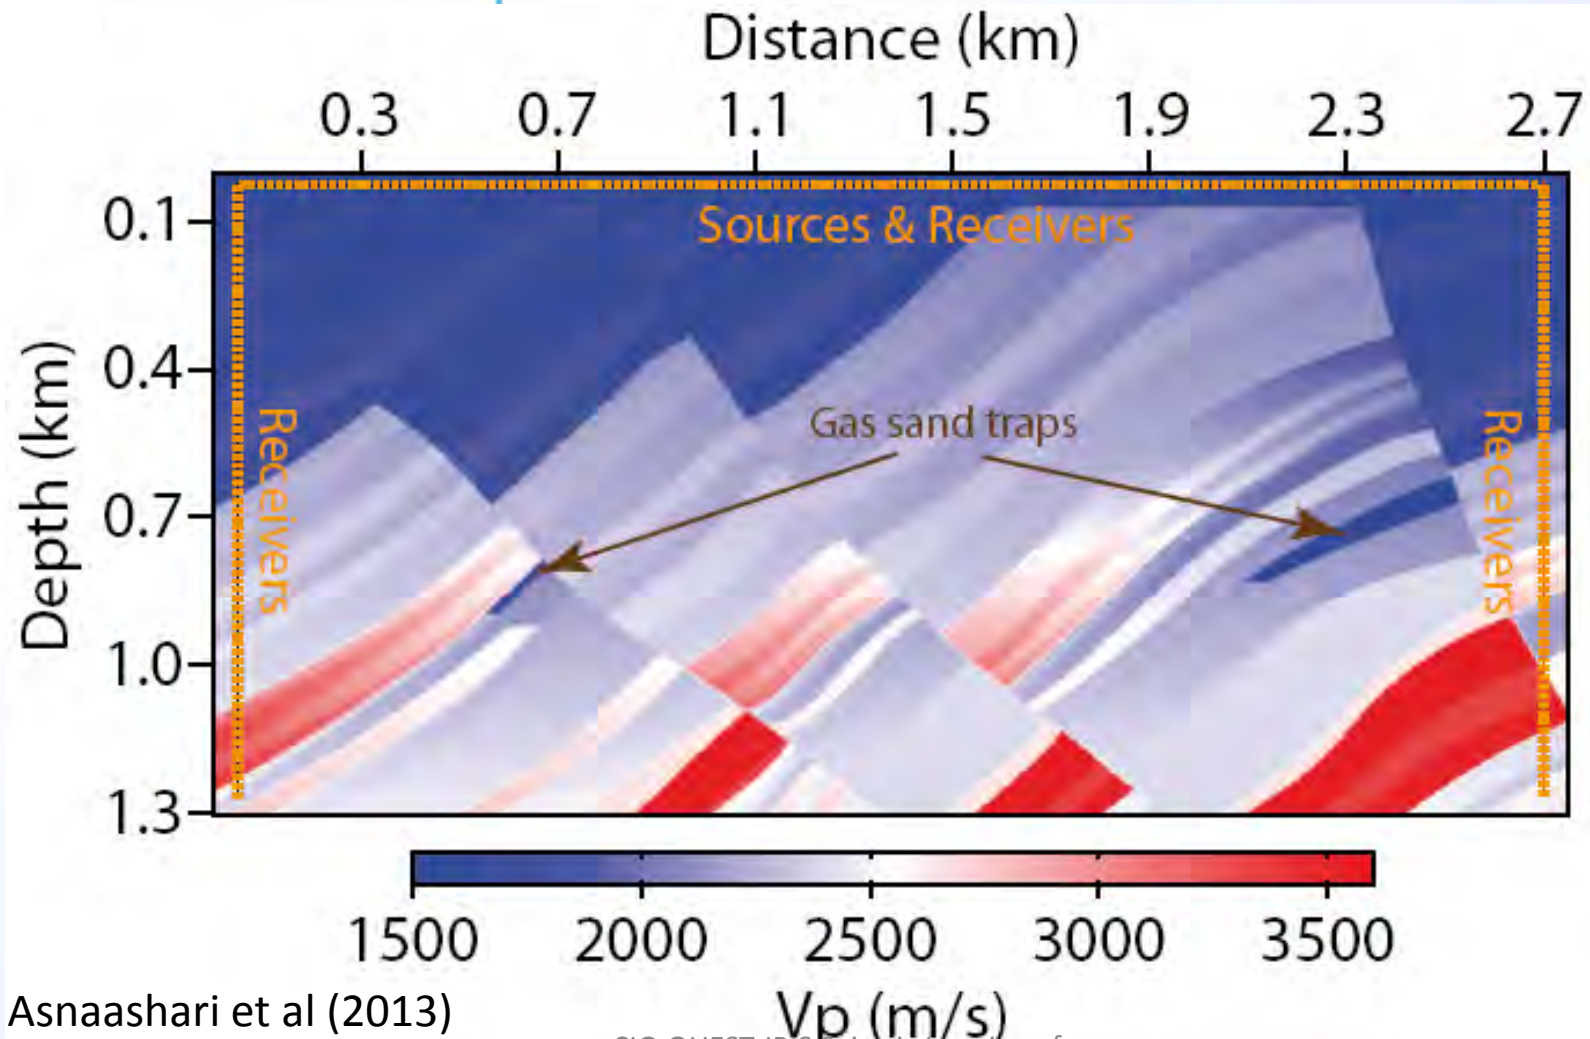 Distance (km)
0.3 0.7 1.1 1.5 1.9 2.3 2.7
Depth (km)
0.1
0.4
0.7
1.0
1.3
Sources & Receivers
Receivers
Gas sand traps
Receivers
1500 2000 2500 3000 3500
Vp (m/s)
Asnaashari et al (2013)